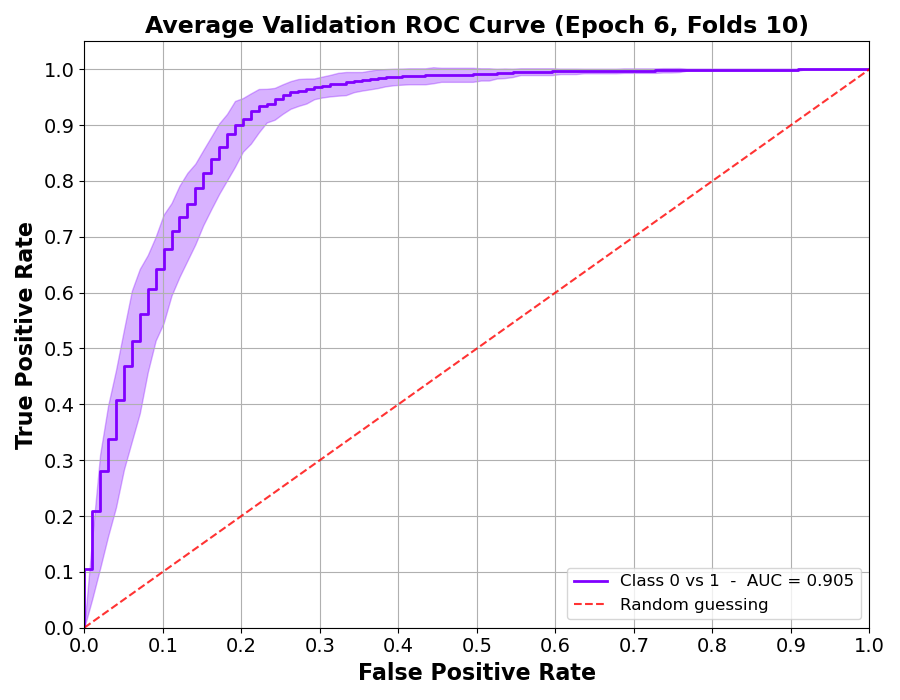 Average Validation ROC Curve (Epoch 6, Folds 10)
True Positive Rate
1.0
0.9
0.8
0.7
0.6
0.5
0.4
0.3
0.2
0.1
0.0
Class 0 vs 1 - AUC = 0.905
Random guessing
0.0 0.1 0.2 0.3 0.4 0.5 0.6 0.7 0.8 0.9 1.0
False Positive Rate